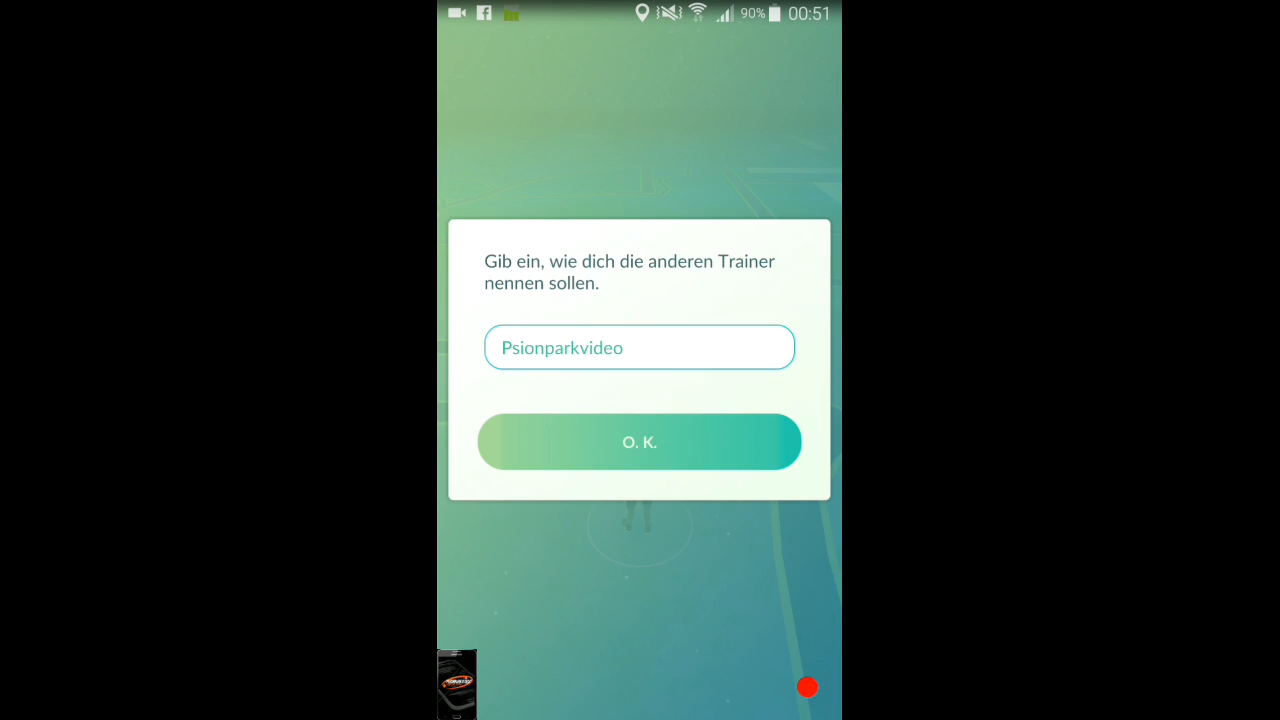 90% 00:51
Gib ein, wie dich die anderen Trainer
nennen sollen.
Psionparkvideo
O. K.